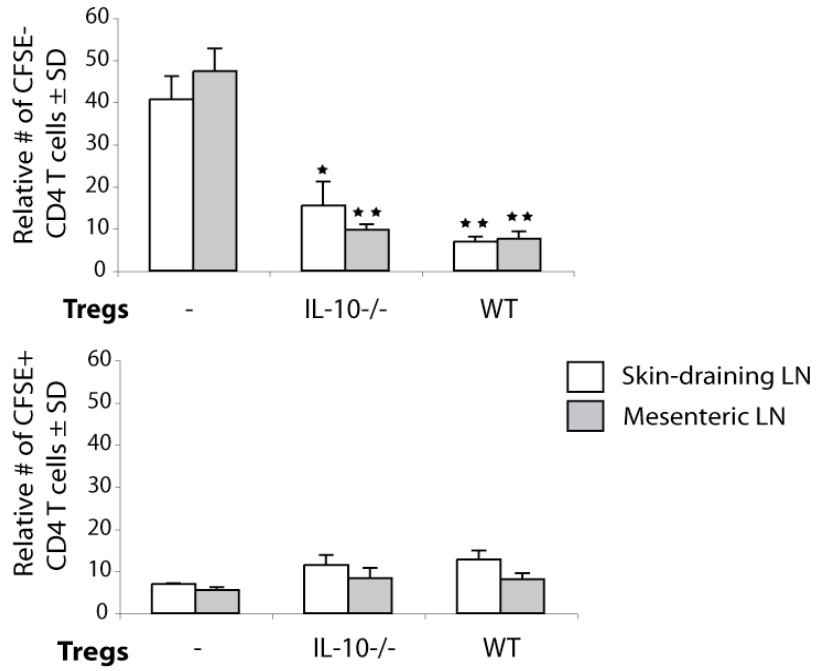 Relative # of CFSE-
CD4 T cells ± SD
60
50
40
30
20
10
0
★
★ ★
★ ★
★ ★
Tregs - IL-10-/- WT
Relative # of CFSE+
CD4 T cells ± SD
60
50
40
30
20
10
0
Tregs - IL-10-/- WT
Skin-draining LN
Mesenteric LN